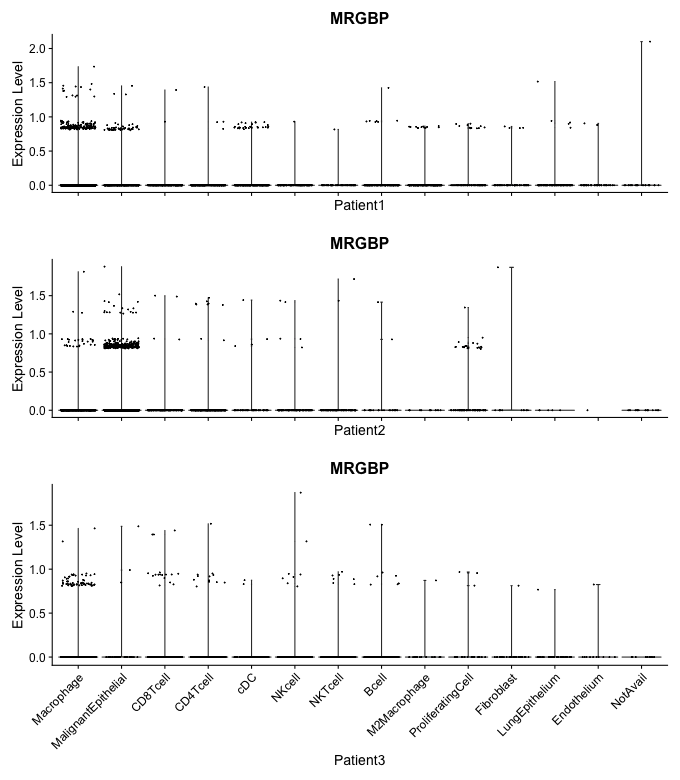 MRGBP
Expression Level
2.0
1.5
1.0
0.5
0.0
Patient1
MRGBP
Expression Level
1.5
1.0
0.5
0.0
Patient2
MRGBP
Expression Level
1.5
1.0
0.5
0.0
Macrophage
MalignantEpithelial
CD8Tcell
CD4Tcell
cDC
NKcell
NKTcell
Bcell
M2Macrophage
ProliferatingCell
Fibroblast
LungEpithelium
Endothelium
NotAvail
Patient3